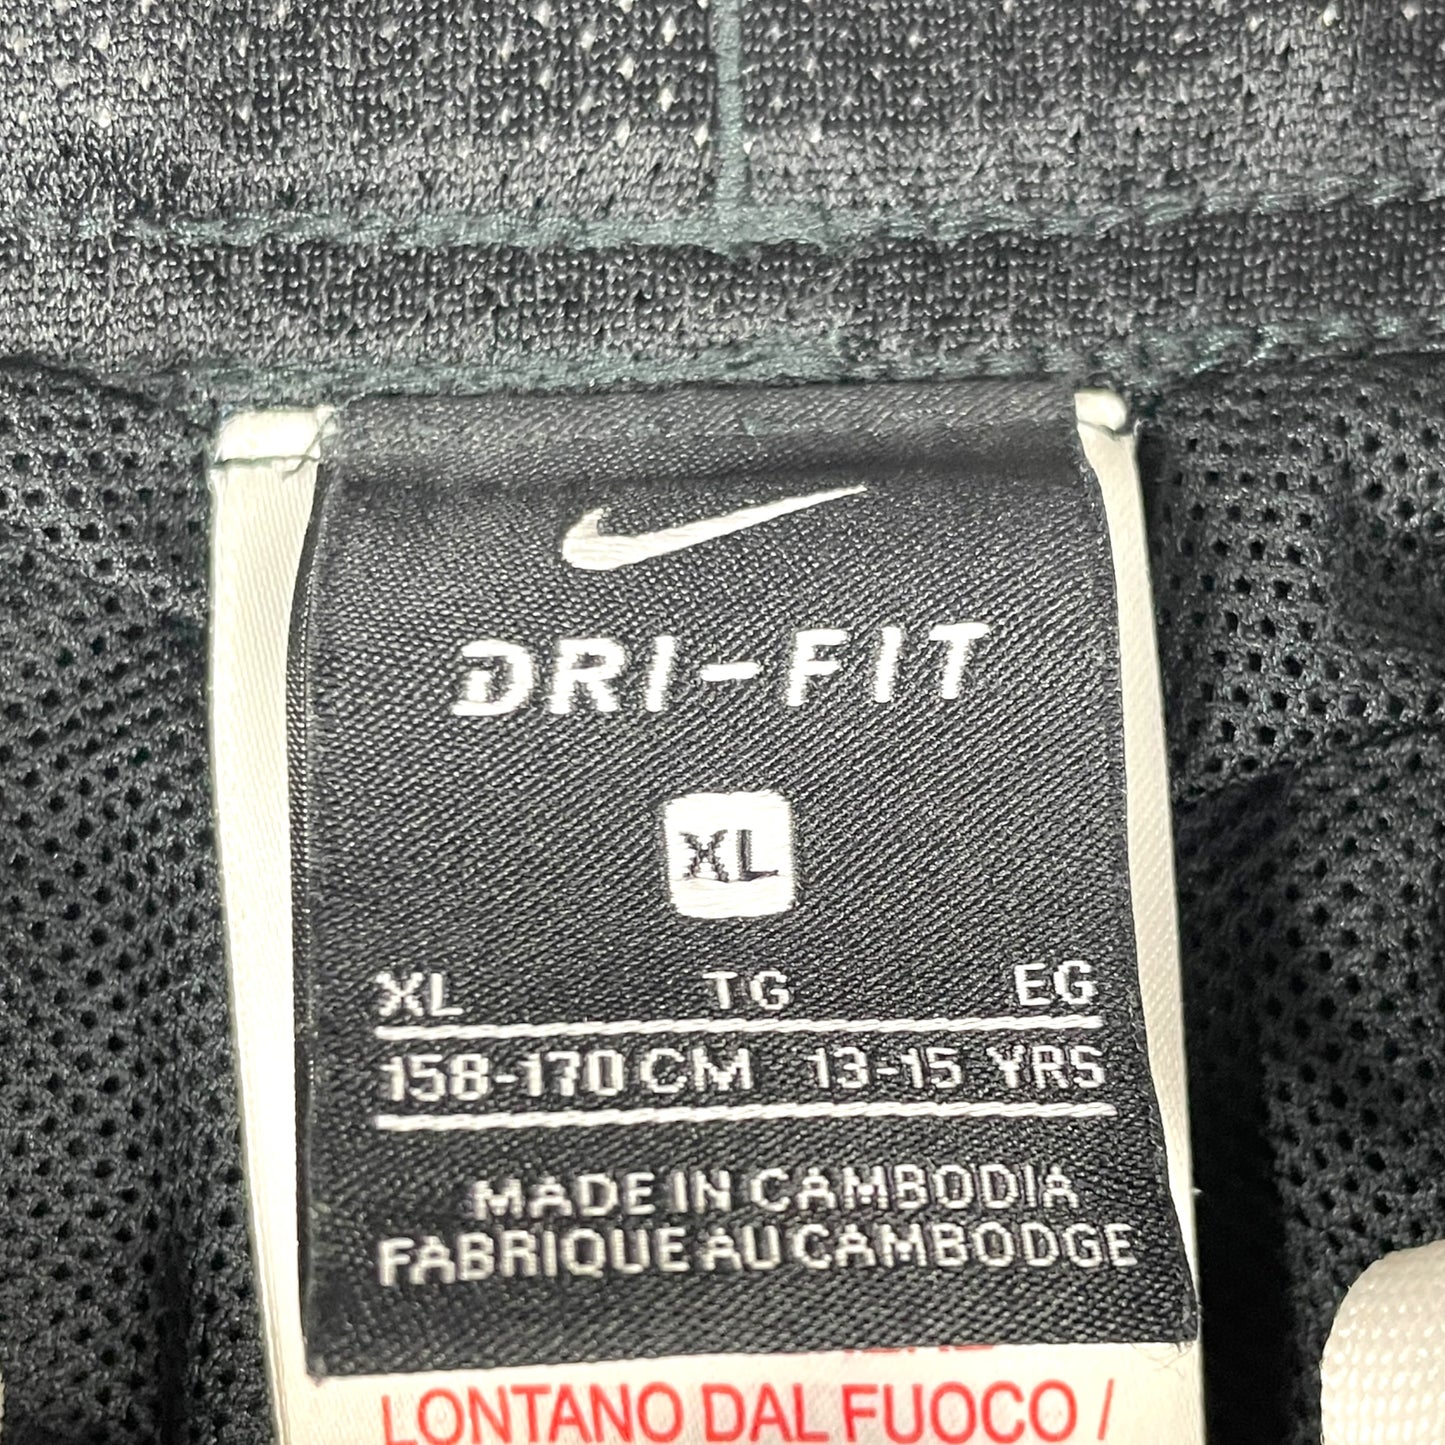 DRI-FIT
XL
XL TG EG
158-170 CM 13-15 YRS
MADE IN CAMBODIA
FABRIQUE AU CAMBODGE
LONTANO DAL FUOCO /